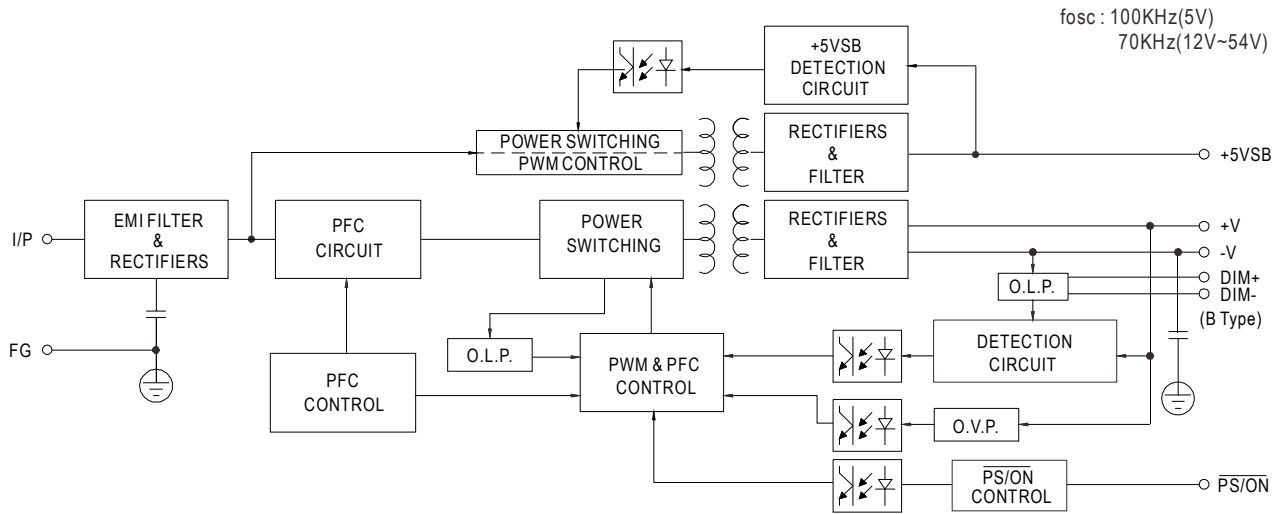 fosc : 100KHz(5V)
70KHz(12V~54V)
+5VSB
DETECTION
CIRCUIT
POWER SWITCHING
PWM CONTROL
RECTIFIERS
&
FILTER
+5VSB
I/P
EMI FILTER
&
RECTIFIERS
PFC
CIRCUIT
POWER
SWITCHING
RECTIFIERS
&
FILTER
+V
-V
O.L.P.
DIM+
DIM-
(B Type)
FG
O.L.P.
PFC
CONTROL
PWM & PFC
CONTROL
DETECTION
CIRCUIT
O.V.P.
PS/ON
CONTROL
PS/ON